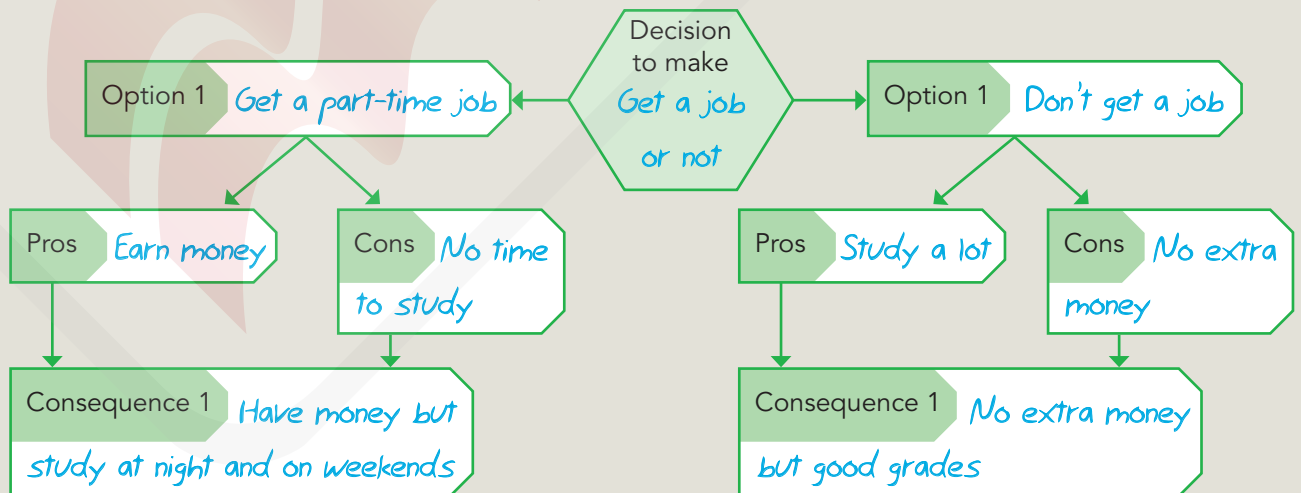 Decision
to make
Get a job
or not
Option 1 Get a part-time job
Pros Earn money
Cons No time
to study
Consequence 1 Have money but
study at night and on weekends
Option 1 Don't get a job
Pros Study a lot
Cons No extra
money
Consequence 1 No extra money
but good grades